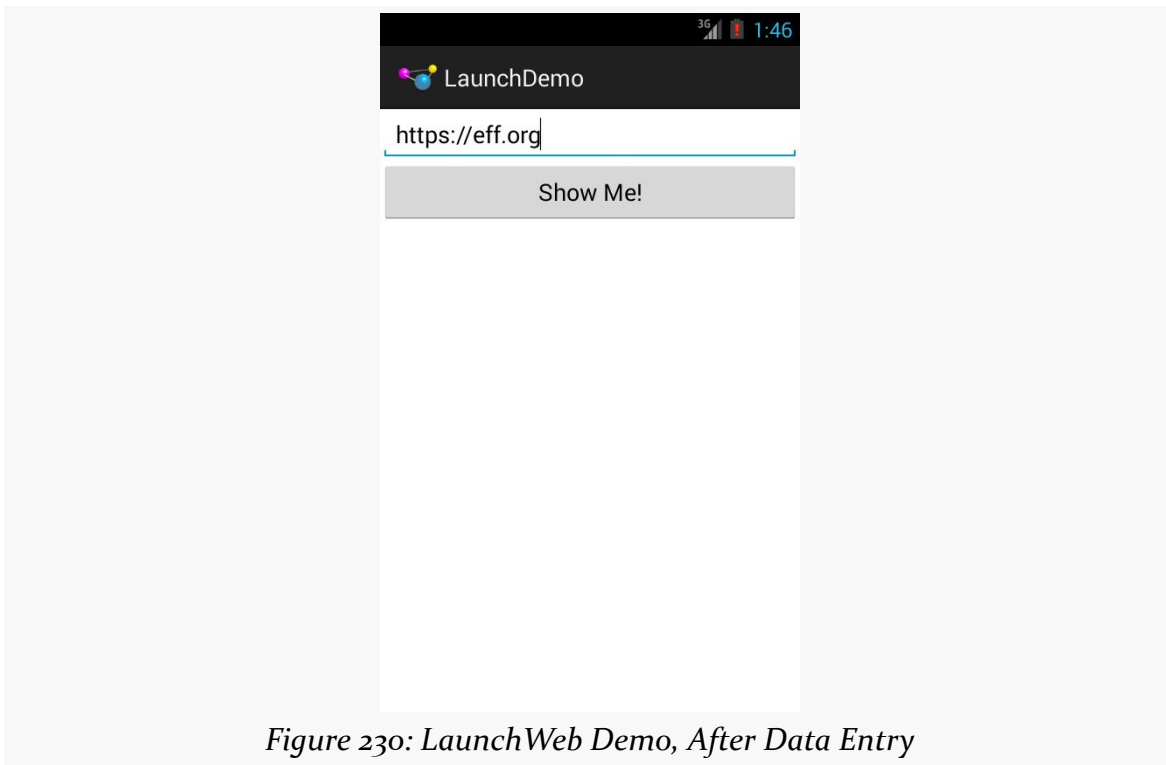 3G 1:46
LaunchDemo
https://eff.org
Show Me!
Figure 230: LaunchWeb Demo, After Data Entry